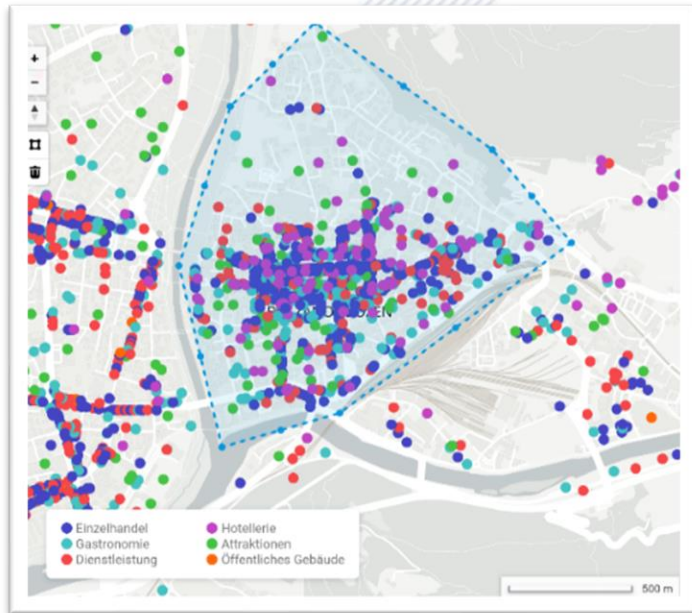 +
−
Einzelhandel
Hotellerie
Gastronomie
Attraktionen
Dienstleistung
Öffentliches Gebäude
500 m